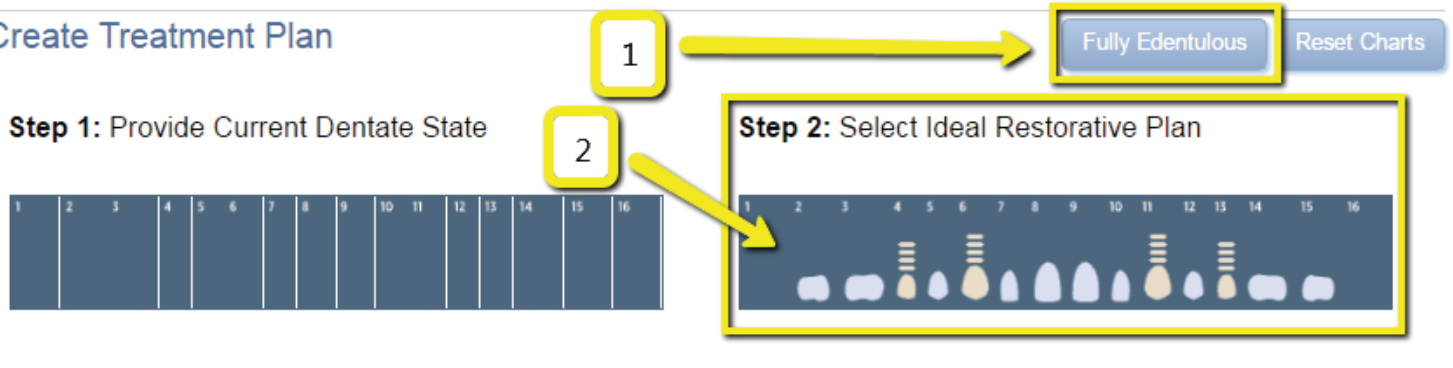 Create Treatment Plan
1
Fully Edentulous
Reset Charts
Step 1: Provide Current Dentate State
2
Step 2: Select Ideal Restorative Plan
1 2 3 4 5 6 7 8 9 10 11 12 13 14 15 16
1 2 3 4 5 6 7 8 9 10 11 12 13 14 15 16